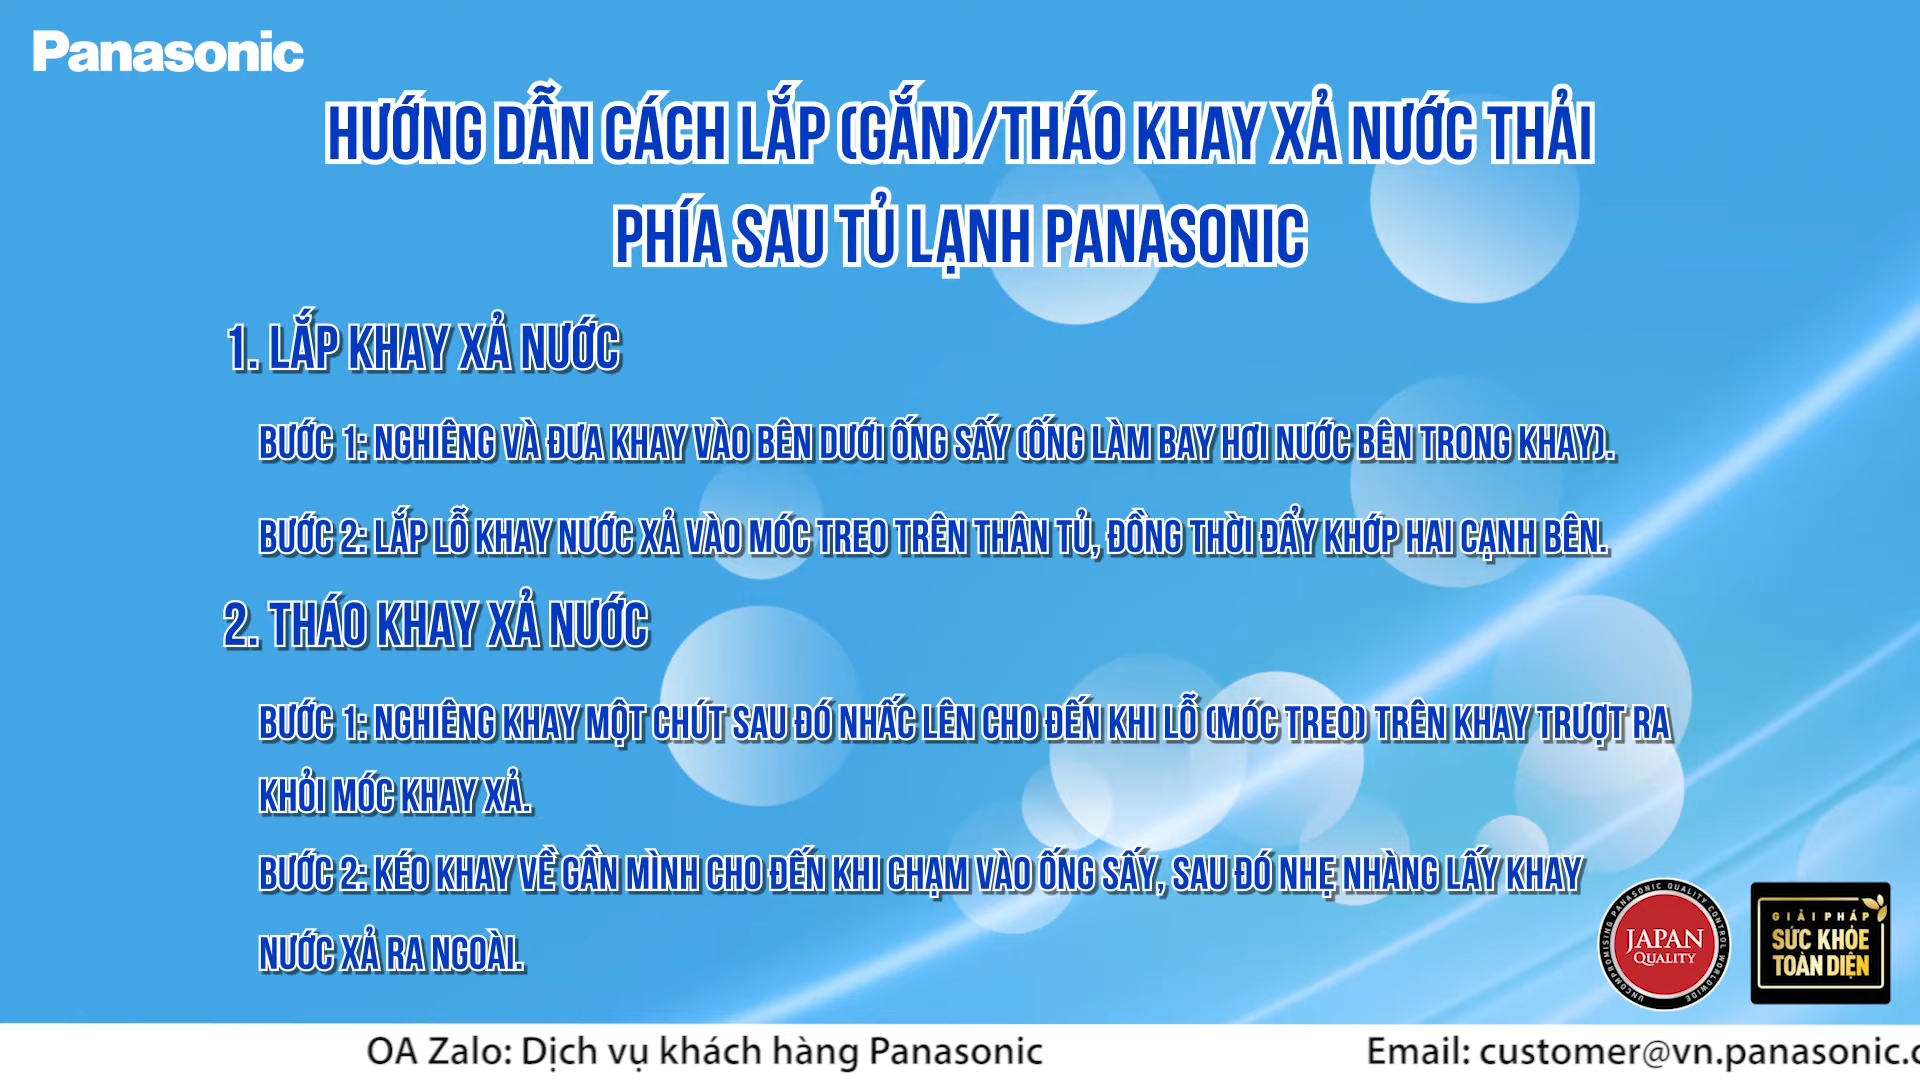 Panasonic
HƯỚNG DẪN CÁCH LẮP (GẮN)/THÁO KHAY XẢ NƯỚC THẢI
PHÍA SAU TỦ LẠNH PANASONIC
1. LẮP KHAY XẢ NƯỚC
BƯỚC 1: NGHIÊNG VÀ ĐƯA KHAY VÀO BÊN DƯỚI ỐNG SẤY (ỐNG LÀM BAY HƠI NƯỚC BÊN TRONG KHAY).
BƯỚC 2: LẮP LỖ KHAY NƯỚC XẢ VÀO MÓC TREO TRÊN THÂN TỦ, ĐỒNG THỜI ĐẨY KHỚP HAI CẠNH BÊN.
2. THÁO KHAY XẢ NƯỚC
BƯỚC 1: NGHIÊNG KHAY MỘT CHÚT SAU ĐÓ NHẤC LÊN CHO ĐẾN KHI LỖ (MÓC TREO) TRÊN KHAY TRƯỢT RA
KHỎI MÓC KHAY XẢ.
BƯỚC 2: KÉO KHAY VỀ GẦN MÌNH CHO ĐẾN KHI CHẠM VÀO ỐNG SẤY, SAU ĐÓ NHẸ NHÀNG LẤY KHAY
NƯỚC XẢ RA NGOÀI.
UNCOMPROMISING PANASONIC QUALITY CONTROL WORLDWIDE
JAPAN
QUALITY
GIẢI PHÁP
SỨC KHỎE
TOÀN DIỆN
OA Zalo: Dịch vụ khách hàng Panasonic
Email: customer@vn.panasonic.c